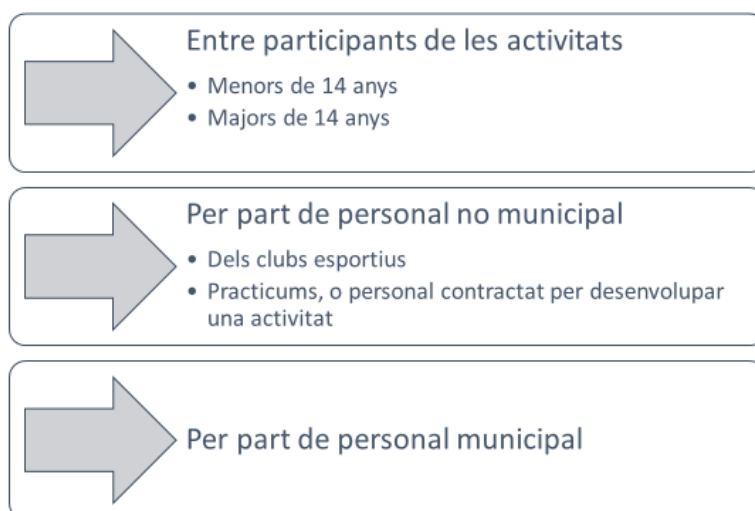 Entre participants de les activitats
• Menors de 14 anys
• Majors de 14 anys
Per part de personal no municipal
• Dels clubs esportius
• Practicums, o personal contractat per desenvolupar
una activitat
Per part de personal municipal